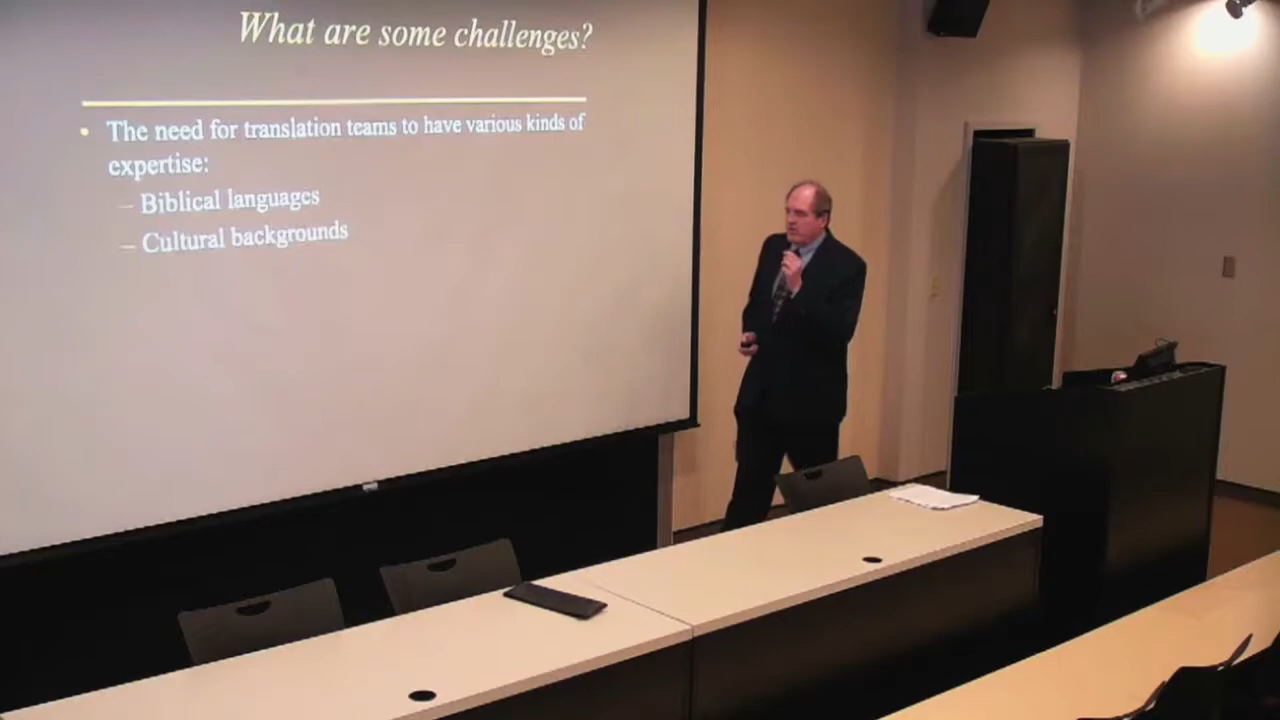 What are some challenges?
• The need for translation teams to have various kinds of
expertise:
– Biblical languages
– Cultural backgrounds